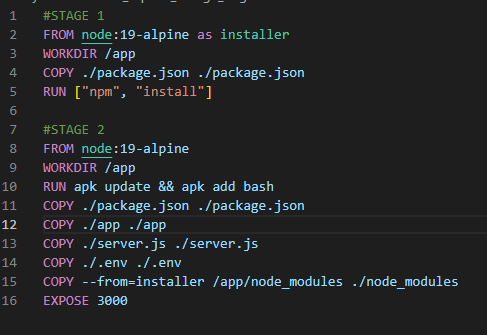 1 #STAGE 1
2 FROM node:19-alpine as installer
3 WORKDIR /app
4 COPY ./package.json ./package.json
5 RUN ["npm", "install"]
6
7 #STAGE 2
8 FROM node:19-alpine
9 WORKDIR /app
10 RUN apk update && apk add bash
11 COPY ./package.json ./package.json
12 COPY ./app ./app
13 COPY ./server.js ./server.js
14 COPY ./.env ./.env
15 COPY --from=installer /app/node_modules ./node_modules
16 EXPOSE 3000